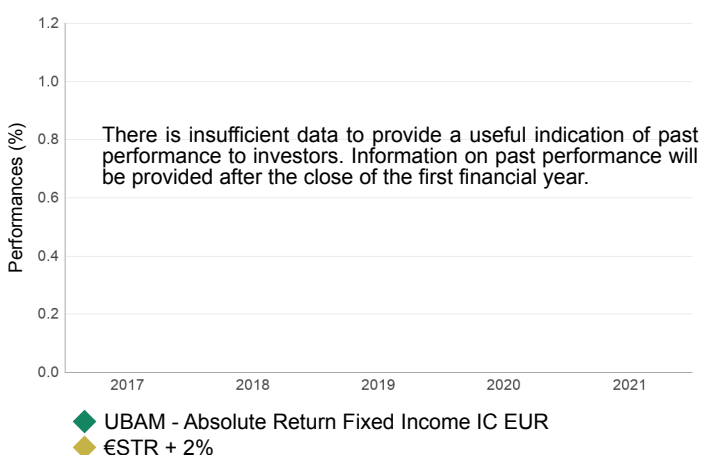 1.2
1.0
Performances (%)
0.8
There is insufficient data to provide a useful indication of past
performance to investors. Information on past performance will
be provided after the close of the first financial year.
0.6
0.4
0.2
0.0
2017 2018 2019 2020 2021
UBAM - Absolute Return Fixed Income IC EUR
€STR + 2%